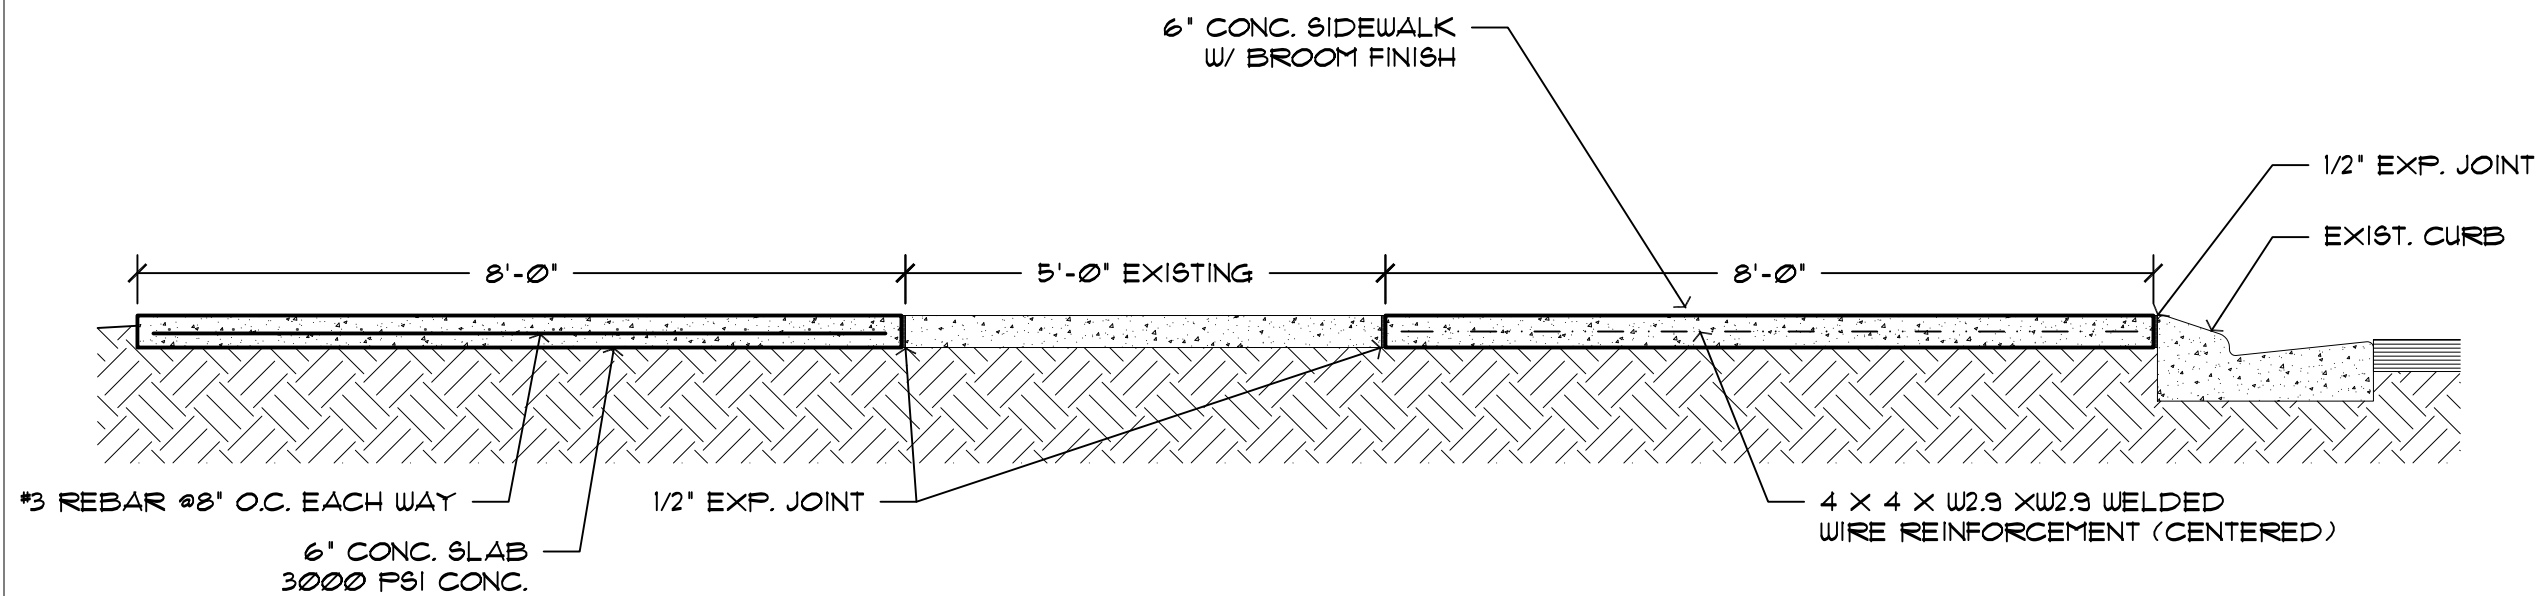 6" CONC. SIDEWALK
W/ BROOM FINISH
1/2" EXP. JOINT
EXIST. CURB
8'-0"
5'-0" EXISTING
8'-0"
#3 REBAR @8" O.C. EACH WAY
1/2" EXP. JOINT
4 X 4 X W2.9 XW2.9 WELDED
WIRE REINFORCEMENT (CENTERED)
6" CONC. SLAB
3000 PSI CONC.